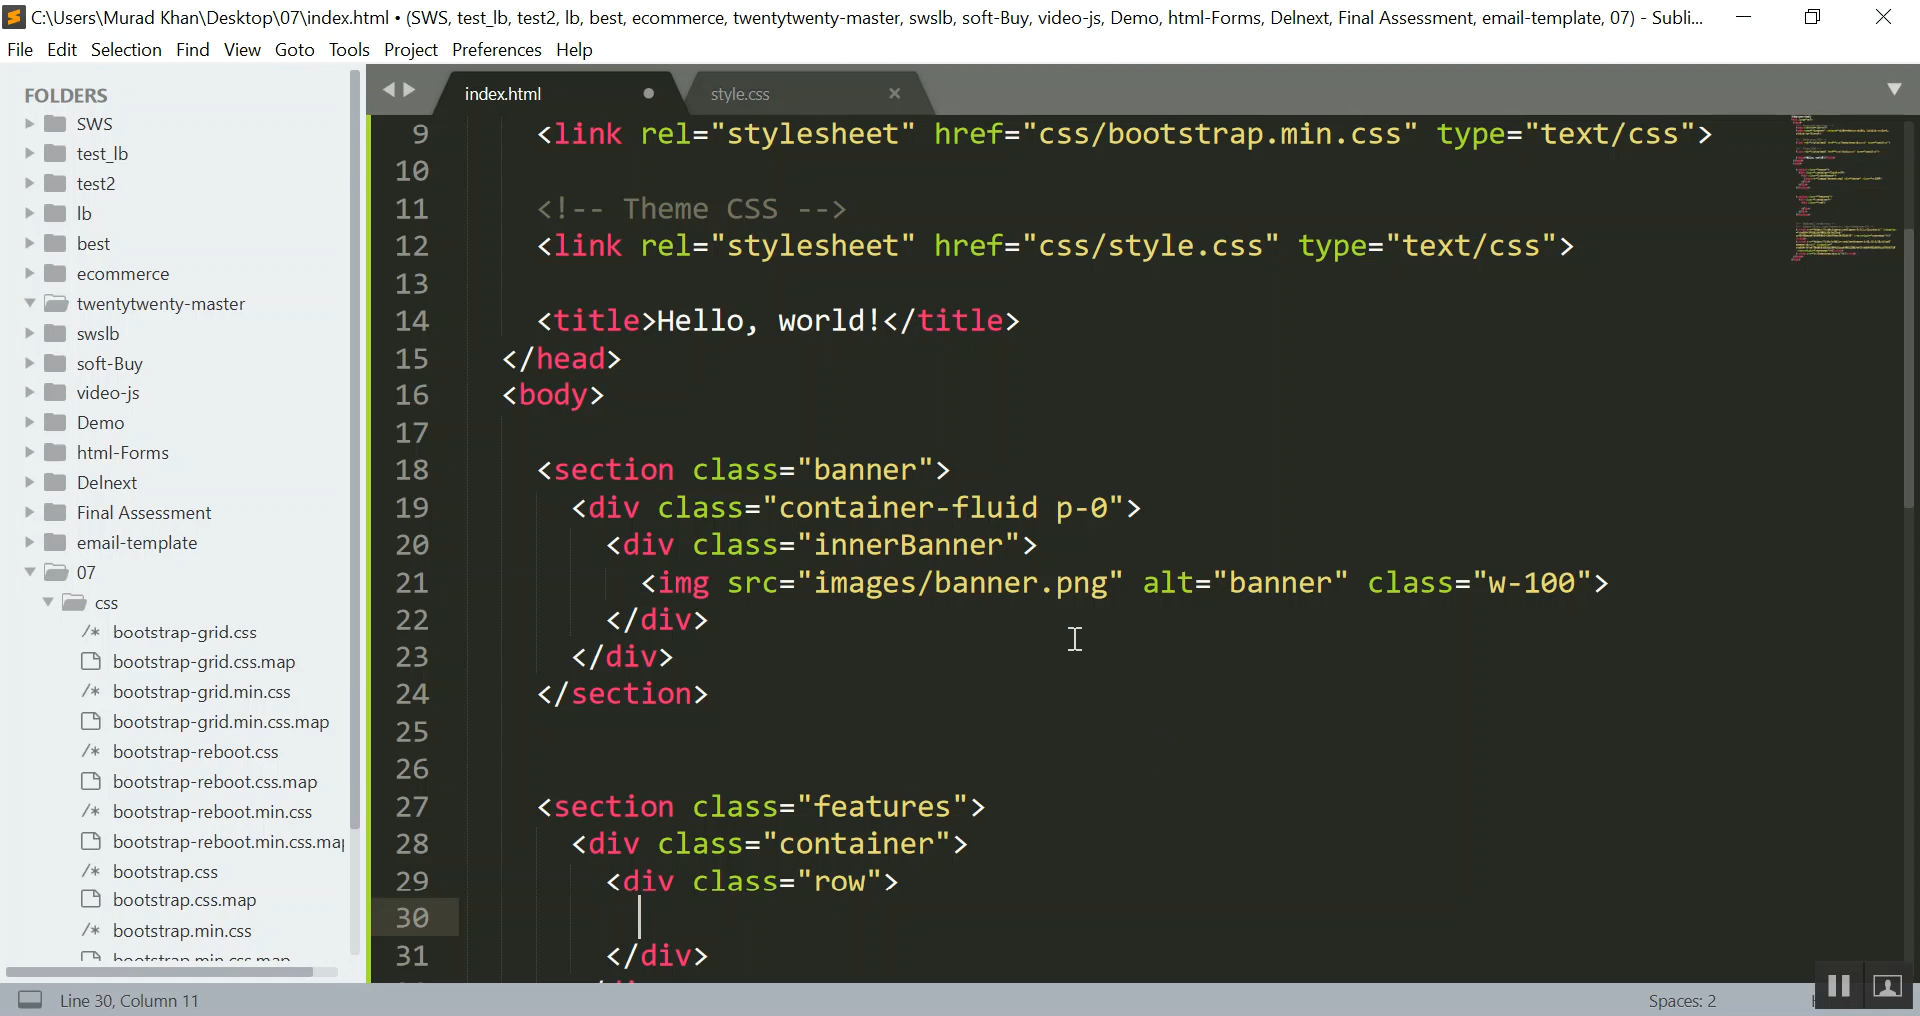 C:\Users\Murad Khan\Desktop\07\index.html • (SWS, test_lb, test2, lb, best, ecommerce, twentytwenty-master, swslb, soft-Buy, video-js, Demo, html-Forms, Delnext, Final Assessment, email-template, 07) - Subli...
File Edit Selection Find View Goto Tools Project Preferences Help
FOLDERS
SWS
test_lb
test2
lb
best
ecommerce
twentytwenty-master
swslb
soft-Buy
video-js
Demo
html-Forms
Delnext
Final Assessment
email-template
07
css
/* bootstrap-grid.css
bootstrap-grid.css.map
/* bootstrap-grid.min.css
bootstrap-grid.min.css.map
/* bootstrap-reboot.css
bootstrap-reboot.css.map
/* bootstrap-reboot.min.css
bootstrap-reboot.min.css.map
/* bootstrap.css
bootstrap.css.map
/* bootstrap.min.css
bootstrap.min.css.map
index.html
style.css
9 <link rel="stylesheet" href="css/bootstrap.min.css" type="text/css">
10
11 <!-- Theme CSS -->
12 <link rel="stylesheet" href="css/style.css" type="text/css">
13
14 <title>Hello, world!</title>
15 </head>
16 <body>
17
18 <section class="banner">
19 <div class="container-fluid p-0">
20 <div class="innerBanner">
21 <img src="images/banner.png" alt="banner" class="w-100">
22 </div>
23 </div>
24 </section>
25
26
27 <section class="features">
28 <div class="container">
29 <div class="row">
30
31 </div>
Line 30, Column 11
Spaces: 2